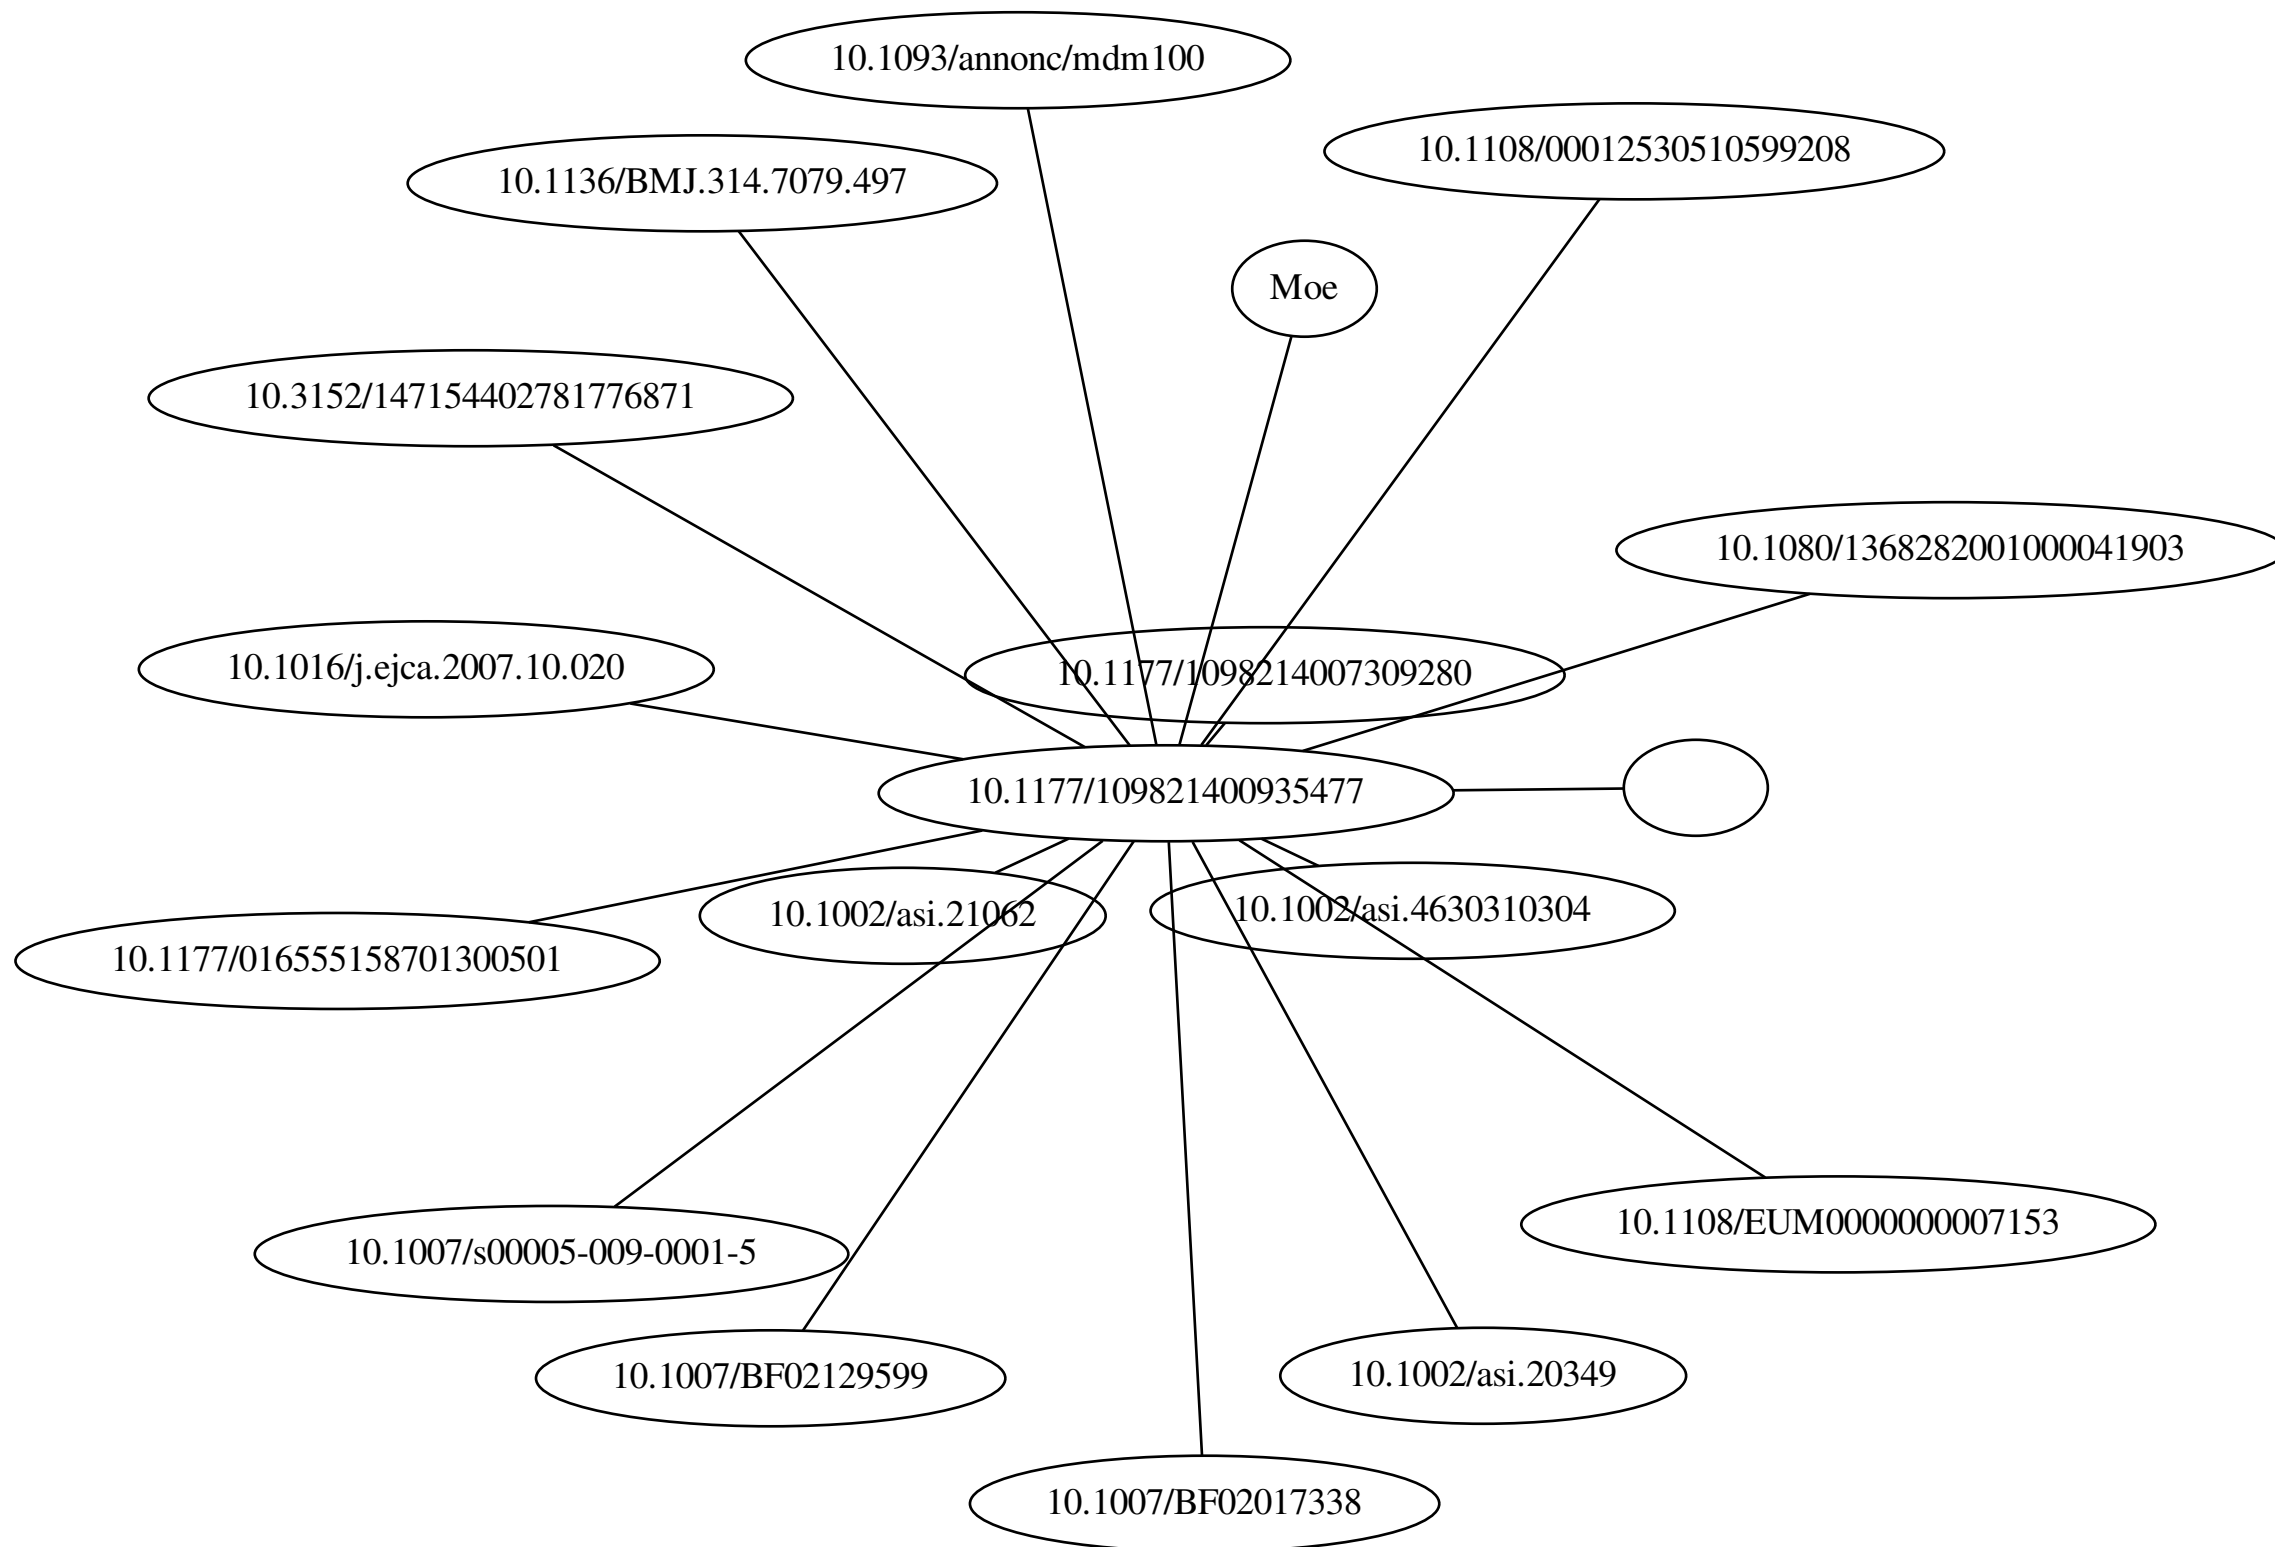 10.1093/annonc/mdm100
10.1108/00012530510599208
10.1136/BMJ.314.7079.497
Moe
10.3152/147154402781776871
10.1080/1368282001000041903
10.1016/j.ejca.2007.10.020
10.1177/1098214007309280
10.1177/109821400935477
10.1002/asi.21062
10.1002/asi.4630310304
10.1177/016555158701300501
10.1108/EUM0000000007153
10.1007/s00005-009-0001-5
10.1007/BF02129599
10.1002/asi.20349
10.1007/BF02017338